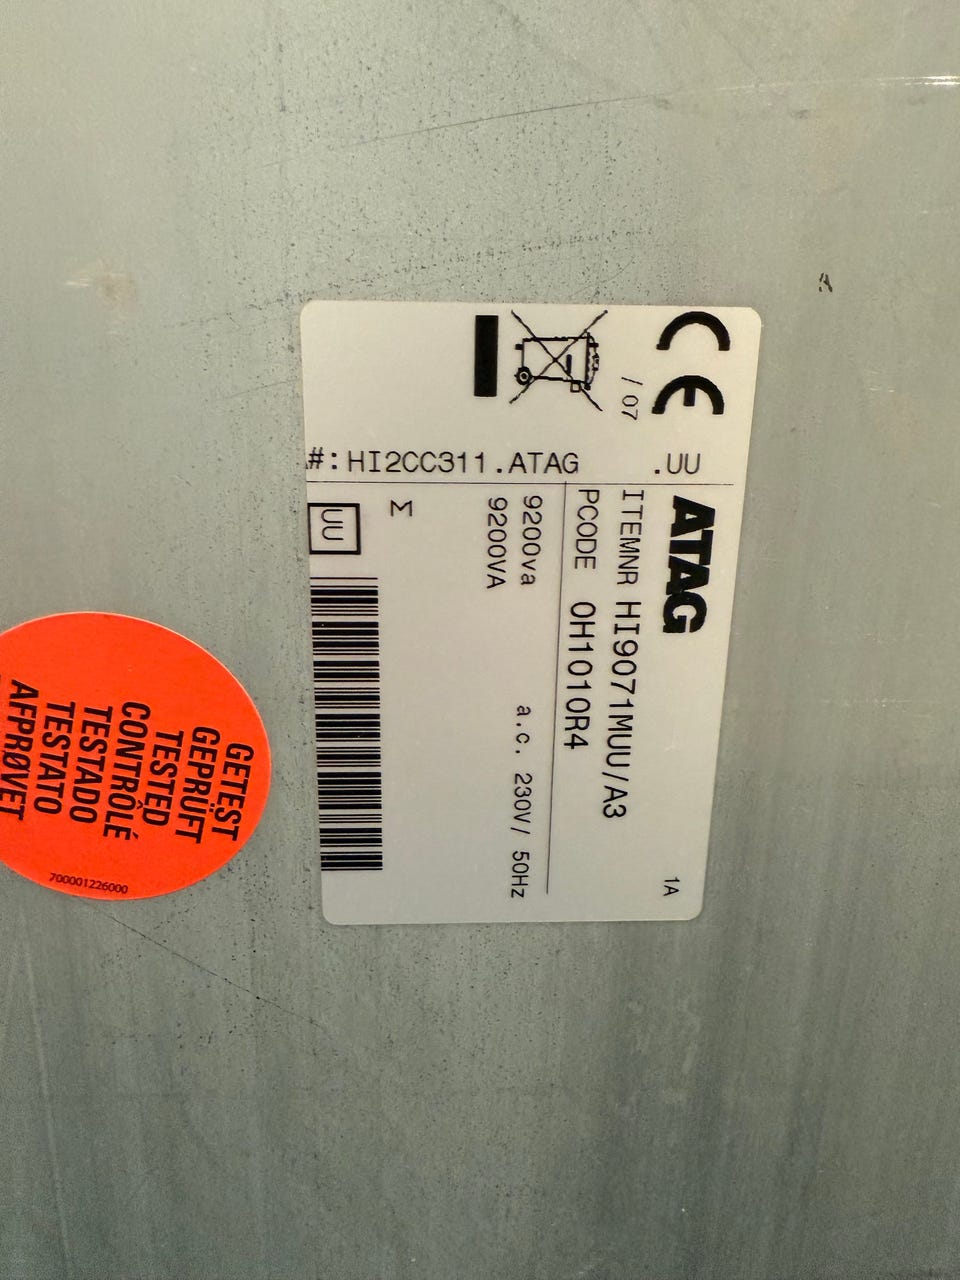 CE
/ 07
#:HI2CC311.ATAG .UU
ATAG 1A
ITEMNR HI9071MUU/A3
PCODE 0H1010R4
9200va a.c. 230V/ 50Hz
9200VA
M
UU
GETEST
GEPRÜFT
TESTED
CONTRÔLÉ
TESTADO
TESTATO
AFPRØVET
700001226000